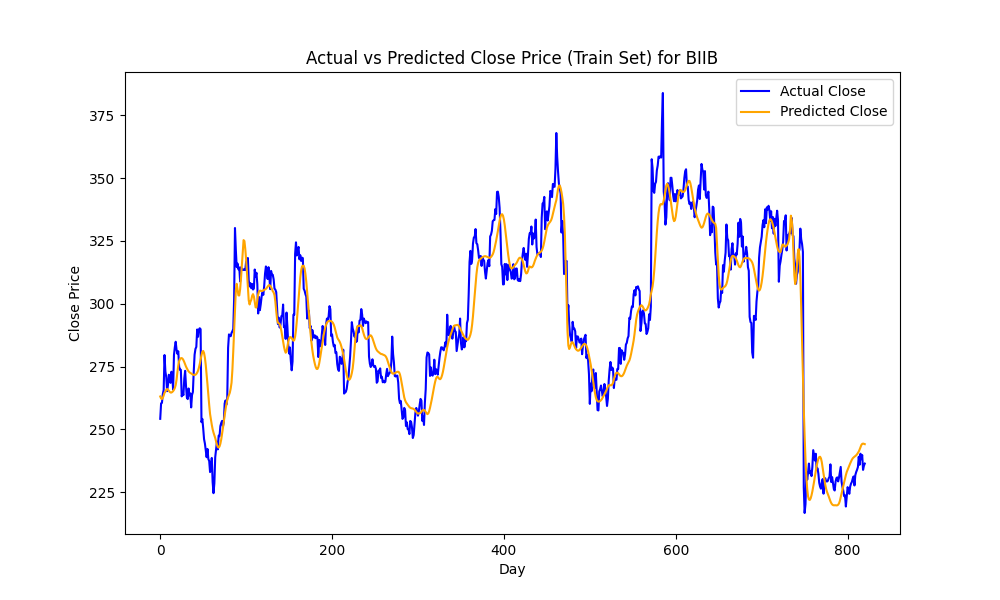 Actual vs Predicted Close Price (Train Set) for BIIB
Actual Close
Predicted Close
Close Price
375
350
325
300
275
250
225
0 200 400 600 800
Day